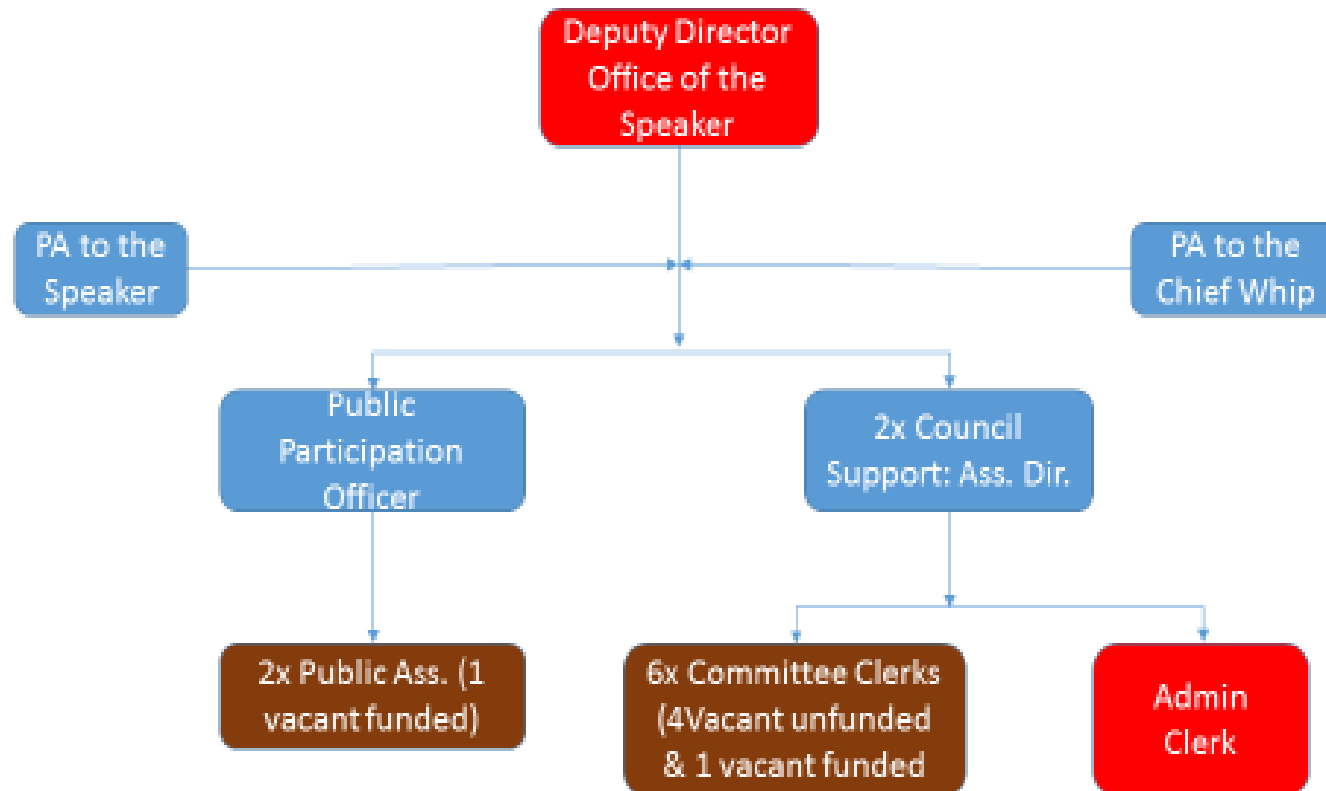 Deputy Director
Office of the
Speaker
PA to the
Speaker
PA to the
Chief Whip
Public
Participation
Officer
2x Council
Support: Ass. Dir.
2x Public Ass. (1
vacant funded)
6x Committee Clerks
(4Vacant unfunded
& 1 vacant funded
Admin
Clerk